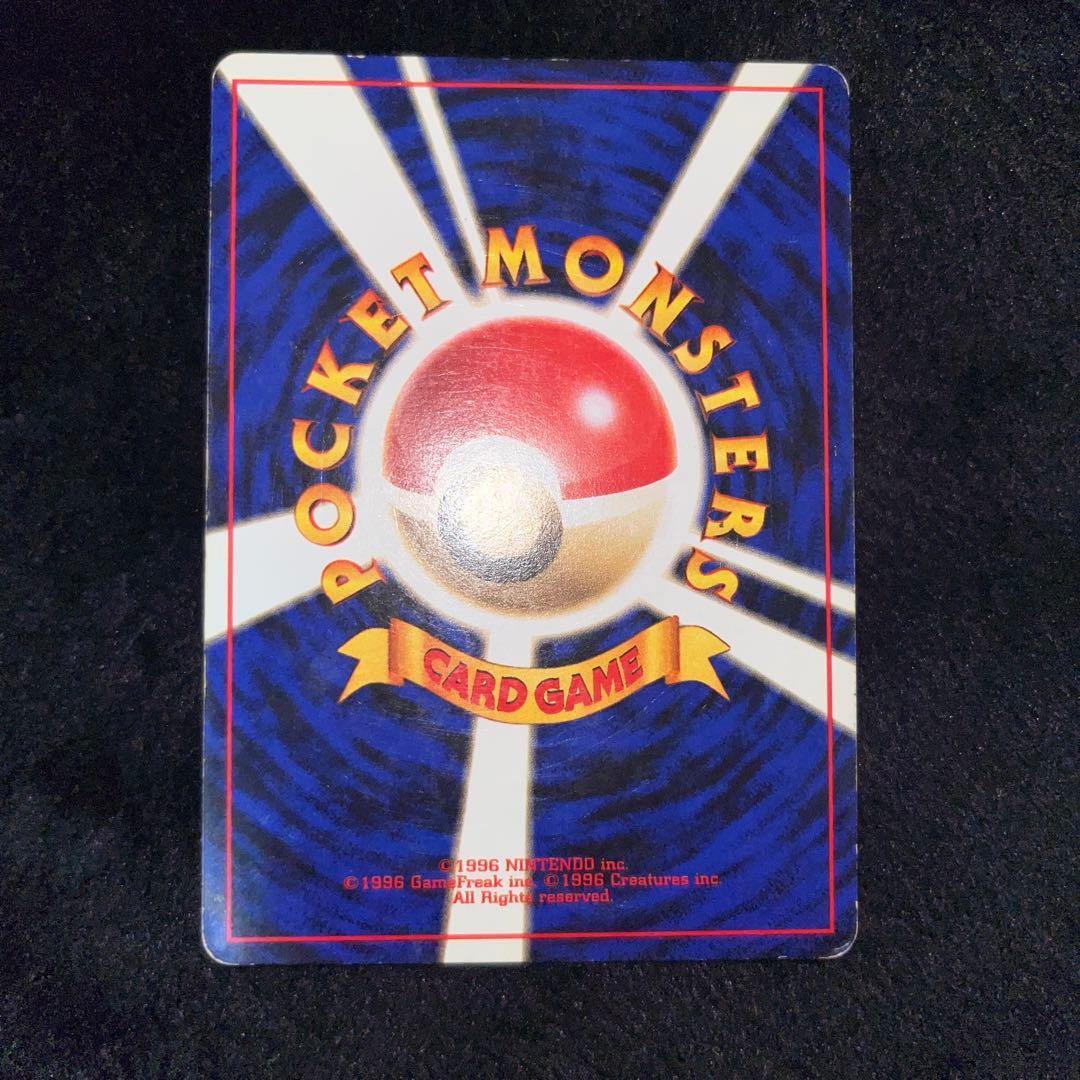 POCKET MONSTERS
CARD GAME
©1996 NINTENDO inc.
©1996 GameFreak inc. ©1996 Creatures inc.
All Rights reserved.